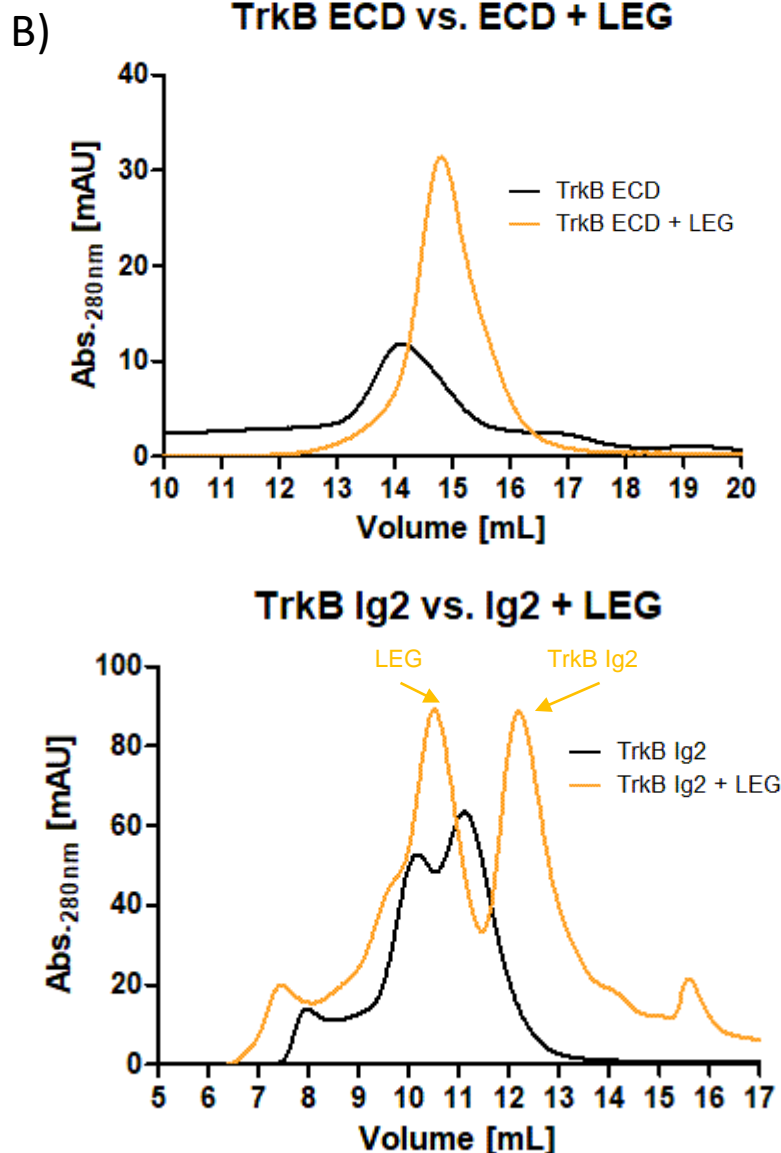 B)
TrkB ECD vs. ECD + LEG
40
30
20
10
0
Abs.280nm [mAU]
TrkB ECD
TrkB ECD + LEG
10 11 12 13 14 15 16 17 18 19 20
Volume [mL]
TrkB Ig2 vs. Ig2 + LEG
LEG
TrkB Ig2
100
80
60
40
20
0
Abs.280nm [mAU]
TrkB Ig2
TrkB Ig2 + LEG
5 6 7 8 9 10 11 12 13 14 15 16 17
Volume [mL]